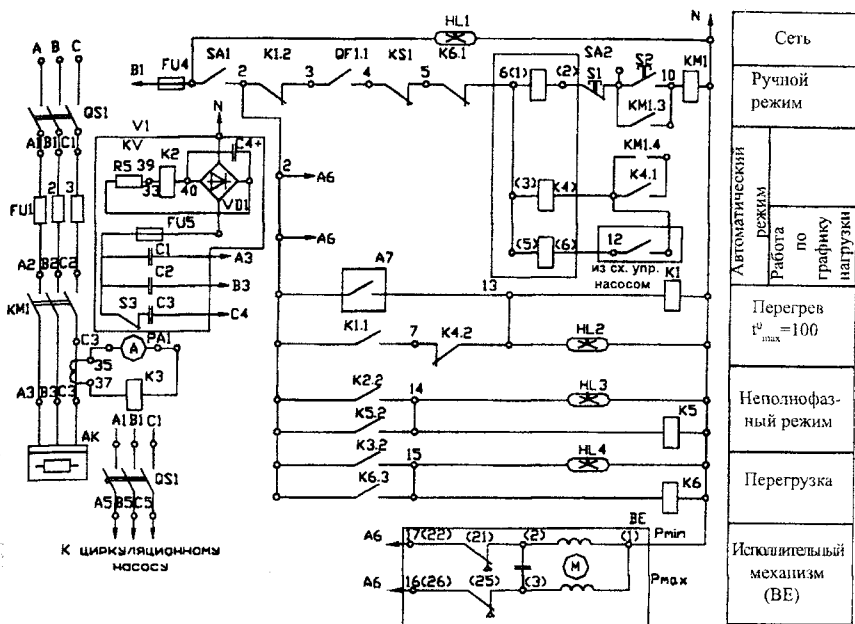 A B C
QS1
A1 B1 C1
FU1
2 3
A2 B2 C2
KM1
C3
PA1
A
35
37
K3
A3 B3 C3
AK
A1 B1 C1
QS1
A5 B5 C5
К ЦИРКУЛЯЦИОННОМУ
НАСОСУ
N
V1
KV
C4+
R5 39 K2
33 40
VD1
FU5
C1 A3
C2 B3
S3 C3 C4
HL1
N
B1 FU4 SA1 2 K1.2 3 QF1.1 4 KS1 5 K6.1 6(1) (2) SA2 S1 S2 10 KM1
KM1.3
KM1.4
2 A6
(3) (4) K4.1
A6
(5) (6) 12
из сх. упр.
насосом
A7 13 K1
K1.1 7 K4.2 HL2
K2.2 14 HL3
K5.2 K5
K3.2 15 HL4
K6.3 K6
BE
A6 17(22) (21) (2) (1) Pmin
M
A6 16(26) (25) (3) Pmax
Сеть
Ручной
режим
Автоматический
режим
Работа
по
графику
нагрузки
Перегрев
t⁰max=100
Неполнофаз-
ный режим
Перегрузка
Исполнительный
механизм
(ВЕ)